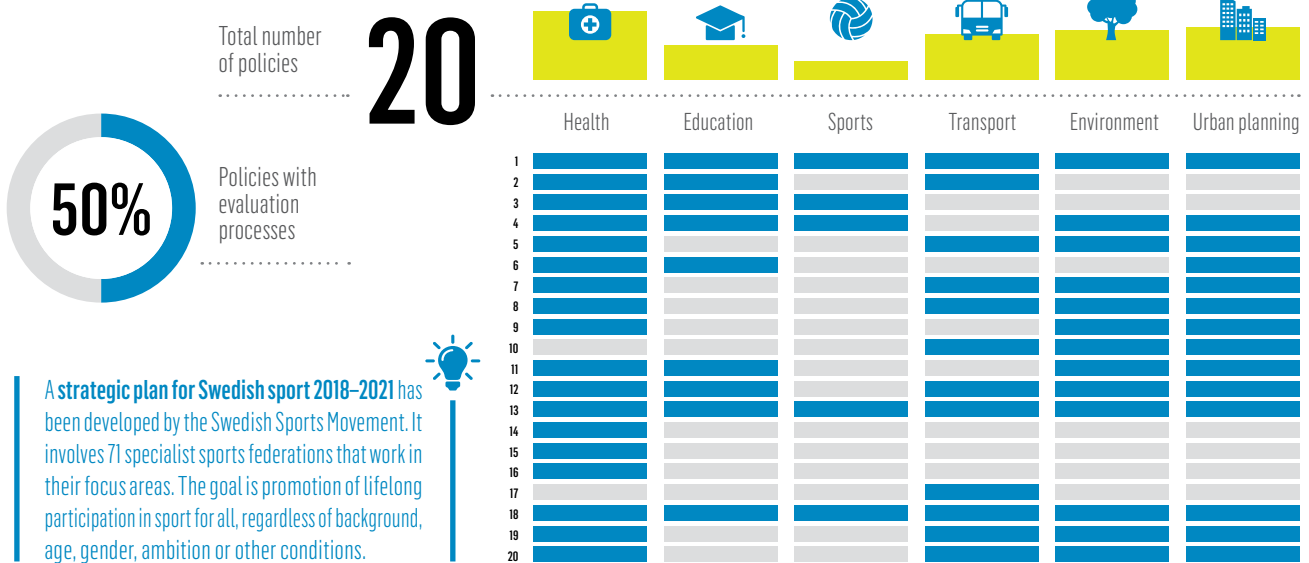 Total number
of policies
20
50%
Policies with
evaluation
processes
A strategic plan for Swedish sport 2018–2021 has
been developed by the Swedish Sports Movement. It
involves 71 specialist sports federations that work in
their focus areas. The goal is promotion of lifelong
participation in sport for all, regardless of background,
age, gender, ambition or other conditions.
Health Education Sports Transport Environment Urban planning
1
2
3
4
5
6
7
8
9
10
11
12
13
14
15
16
17
18
19
20